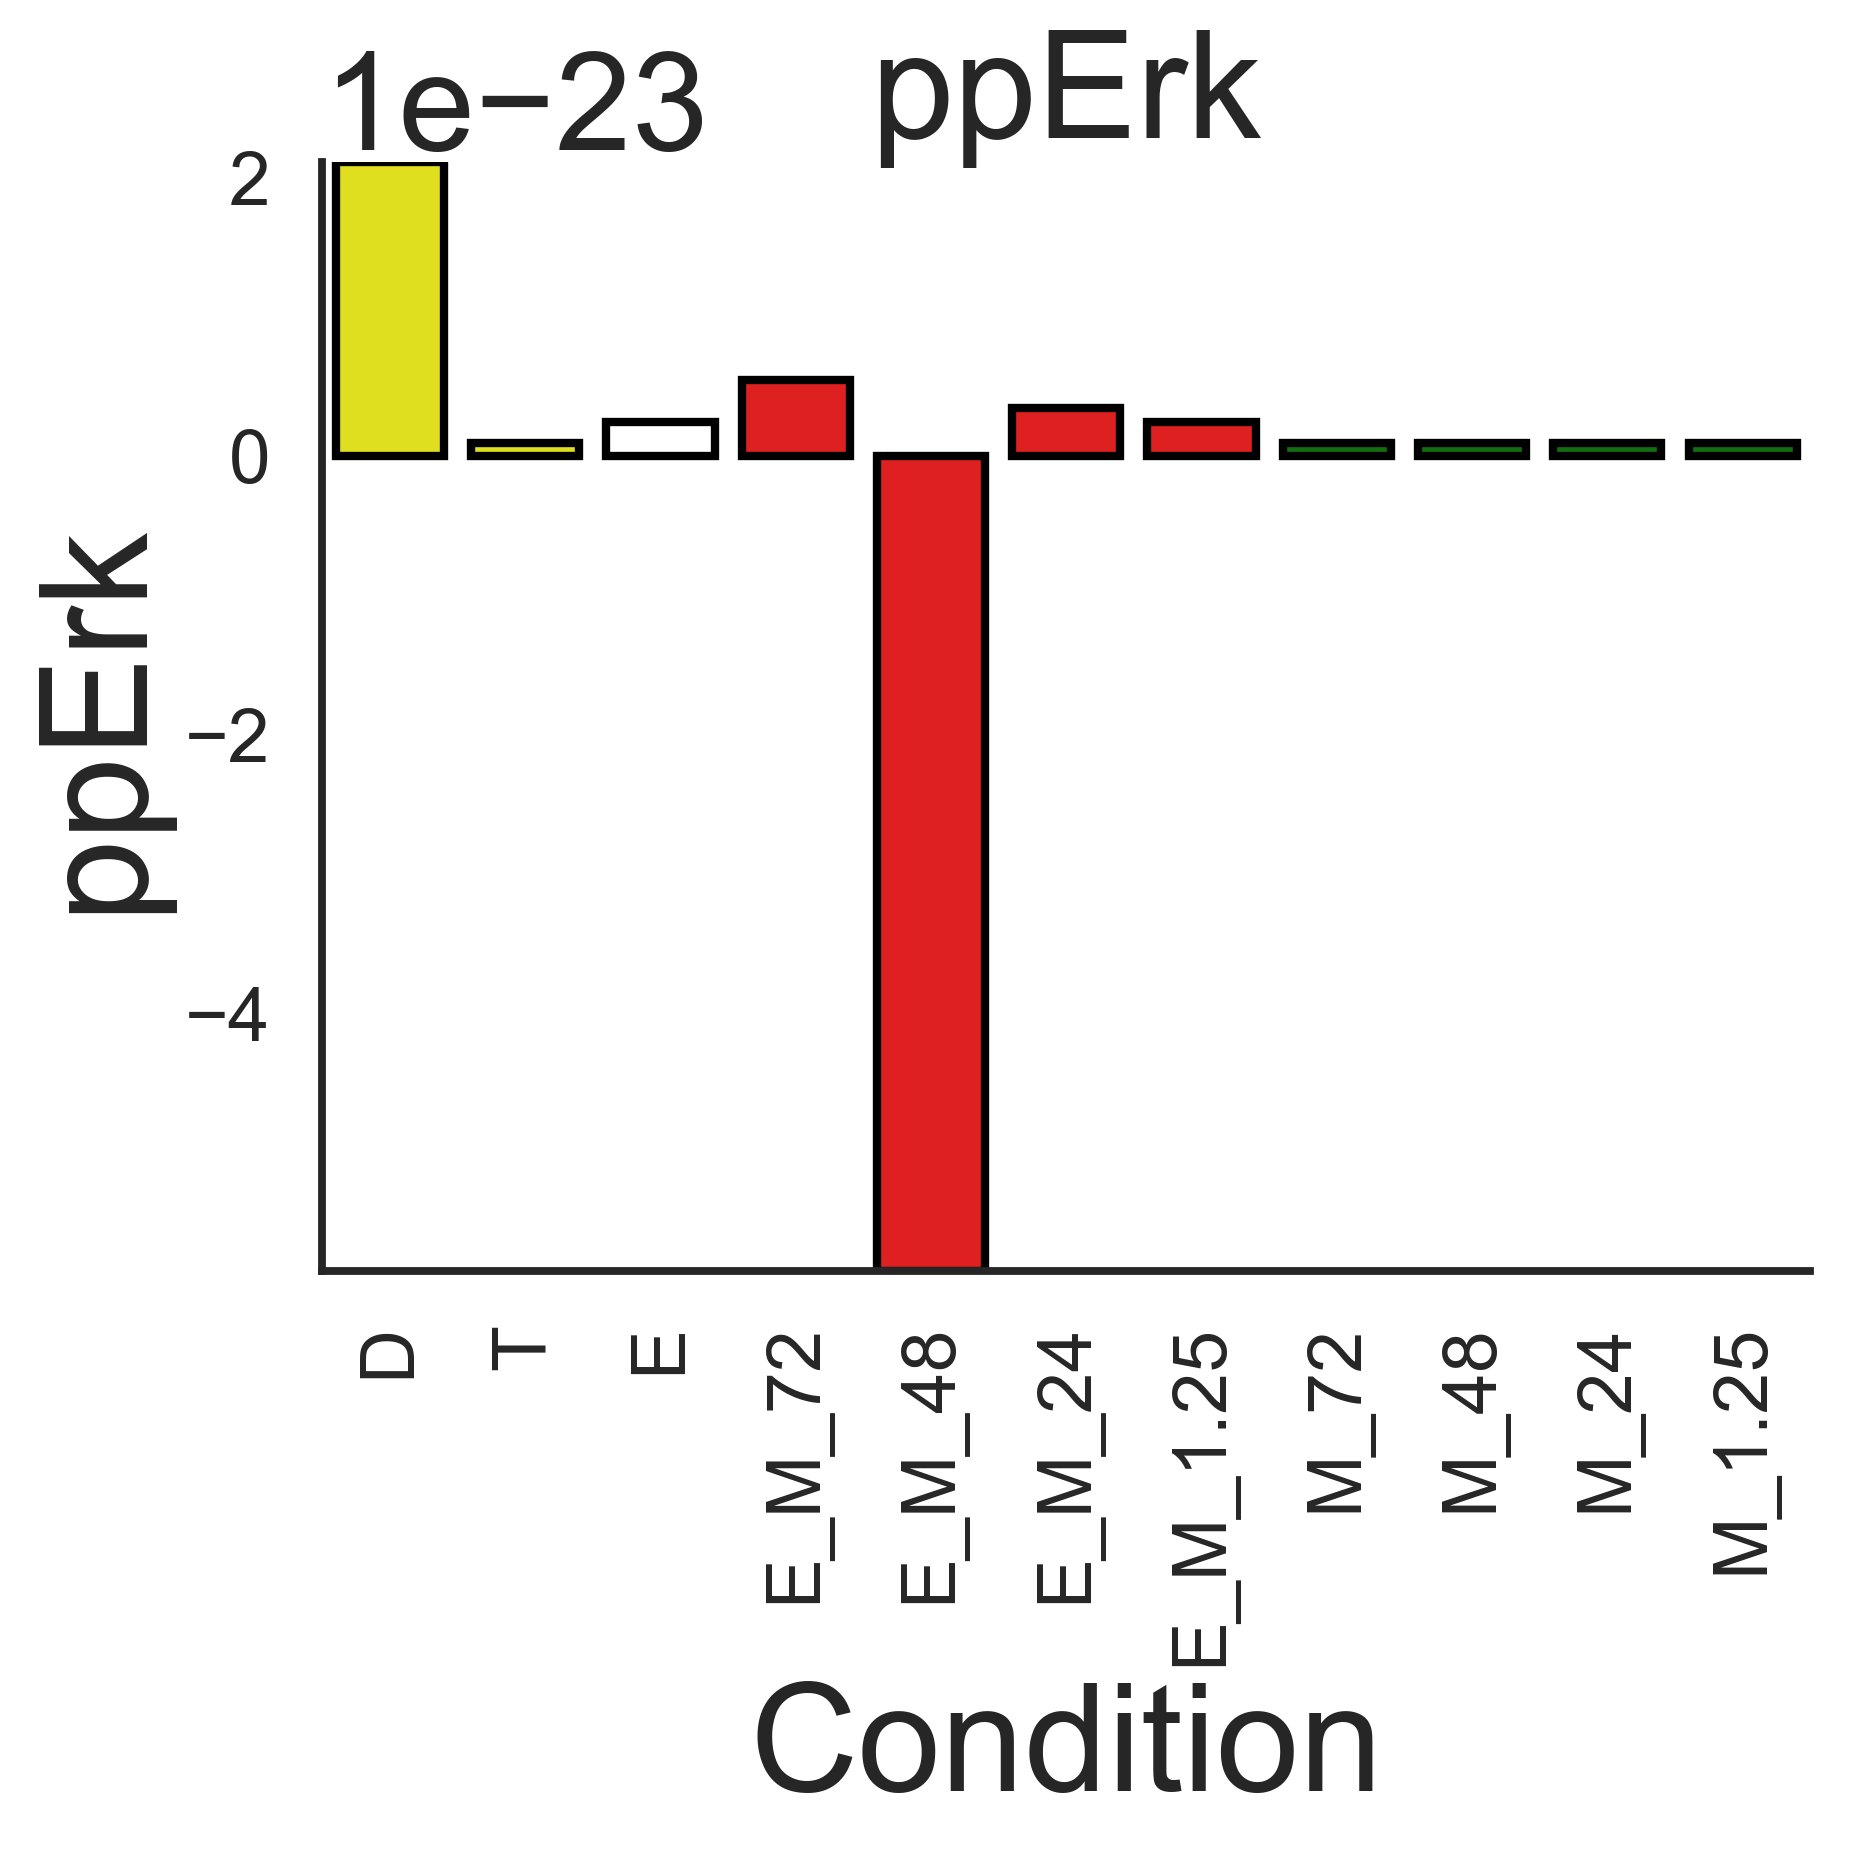 1e−23
ppErk
2
0
−2
−4
ppErk
D
T
E
E_M_72
E_M_48
E_M_24
E_M_1.25
M_72
M_48
M_24
M_1.25
Condition